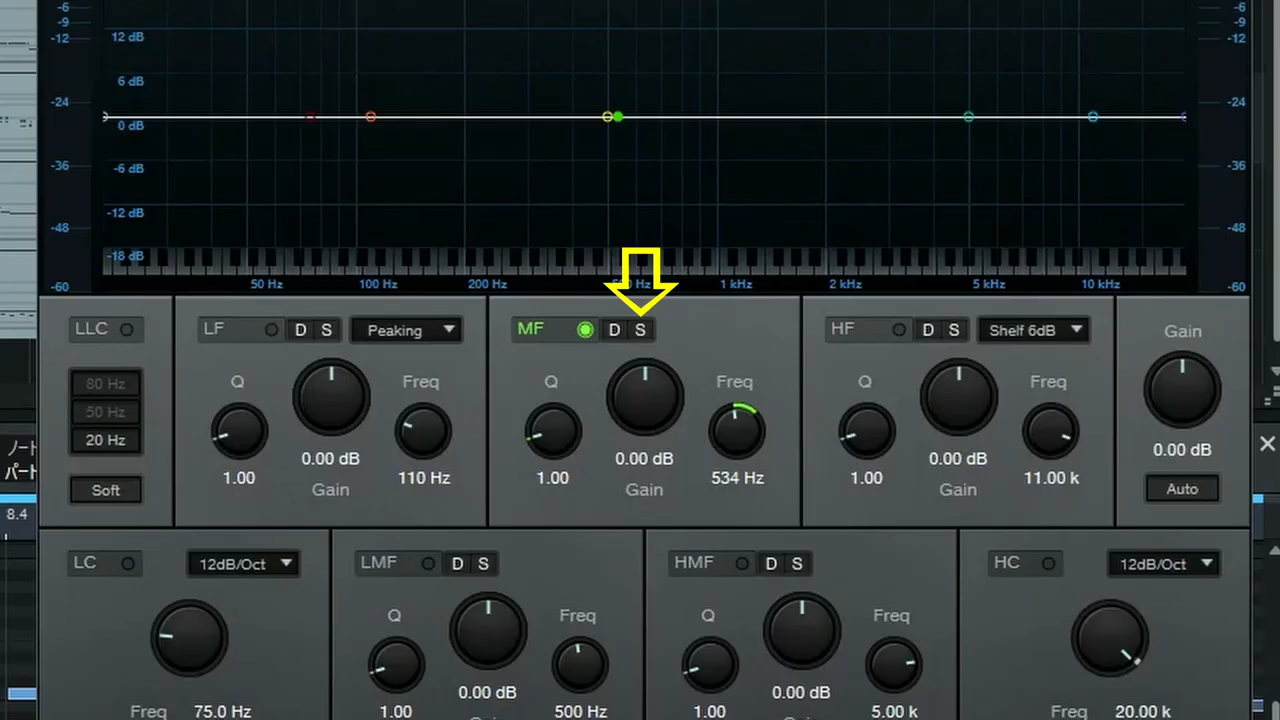 -6
-6
-9
-9
-12
12 dB
-12
6 dB
-24
-24
0 dB
-36
-6 dB
-36
-12 dB
-48
-48
-18 dB
-60
50 Hz
100 Hz
200 Hz
1 kHz
2 kHz
5 kHz
10 kHz
-60
LLC
LF
D
S
Peaking
MF
D
S
HF
D
S
Shelf 6dB
Gain
80 Hz
50 Hz
20 Hz
Soft
Q
Freq
1.00
0.00 dB
110 Hz
Gain
Q
Freq
1.00
0.00 dB
534 Hz
Gain
Q
Freq
1.00
0.00 dB
11.00 k
Gain
0.00 dB
Auto
ノート
パート
8.4
LC
12dB/Oct
LMF
D
S
HMF
D
S
HC
12dB/Oct
Q
Freq
Q
Freq
0.00 dB
0.00 dB
Freq
75.0 Hz
1.00
500 Hz
1.00
5.00 k
Freq
20.00 k